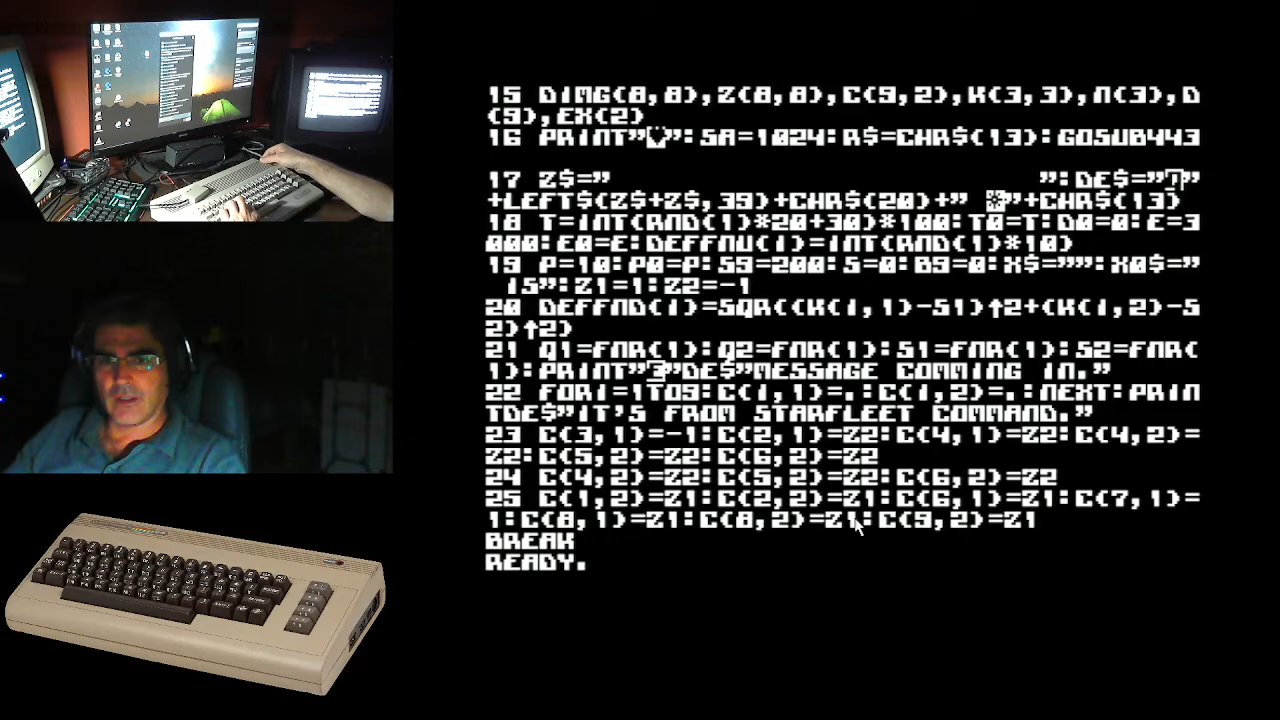 15 DIMG(8,8),Z(8,8),C(9,2),K(3,3),N(3),D
(9),EX(2)
16 PRINT"♥":SA=1024:R$=CHR$(13):GOSUB443
17 Z$="                    ":DE$="]"
+LEFT$(Z$+Z$,39)+CHR$(20)+" "+CHR$(13)
18 T=INT(RND(1)*20+30)*100:T0=T:D0=0:E=3
000:E0=E:DEFFNU(I)=INT(RND(1)*10)
19 P=10:P0=P:S9=200:S=0:B9=0:X$="":X0$="
 IS":Z1=1:Z2=-1
20 DEFFND(I)=SQR((K(I,1)-S1)↑2+(K(I,2)-S
2)↑2)
21 Q1=FNR(1):Q2=FNR(1):S1=FNR(1):S2=FNR(
1):PRINT""DE$"MESSAGE COMMING IN."
22 FORI=1TO9:C(I,1)=.:C(I,2)=.:NEXT:PRIN
TDE$"IT'S FROM STARFLEET COMMAND."
23 C(3,1)=-1:C(2,1)=Z2:C(4,1)=Z2:C(4,2)=
Z2:C(5,2)=Z2:C(6,2)=Z2
24 C(4,2)=Z2:C(5,2)=Z2:C(6,2)=Z2
25 C(1,2)=Z1:C(2,2)=Z1:C(6,1)=Z1:C(7,1)=
1:C(8,1)=Z1:C(8,2)=Z1:C(9,2)=Z1
BREAK
READY.